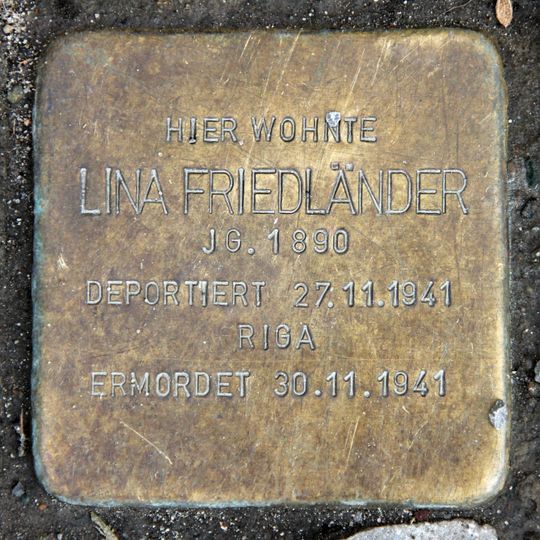 HIER WOHNTE
LINA FRIEDLÄNDER
JG. 1890
DEPORTIERT 27.11.1941
RIGA
ERMORDET 30.11.1941